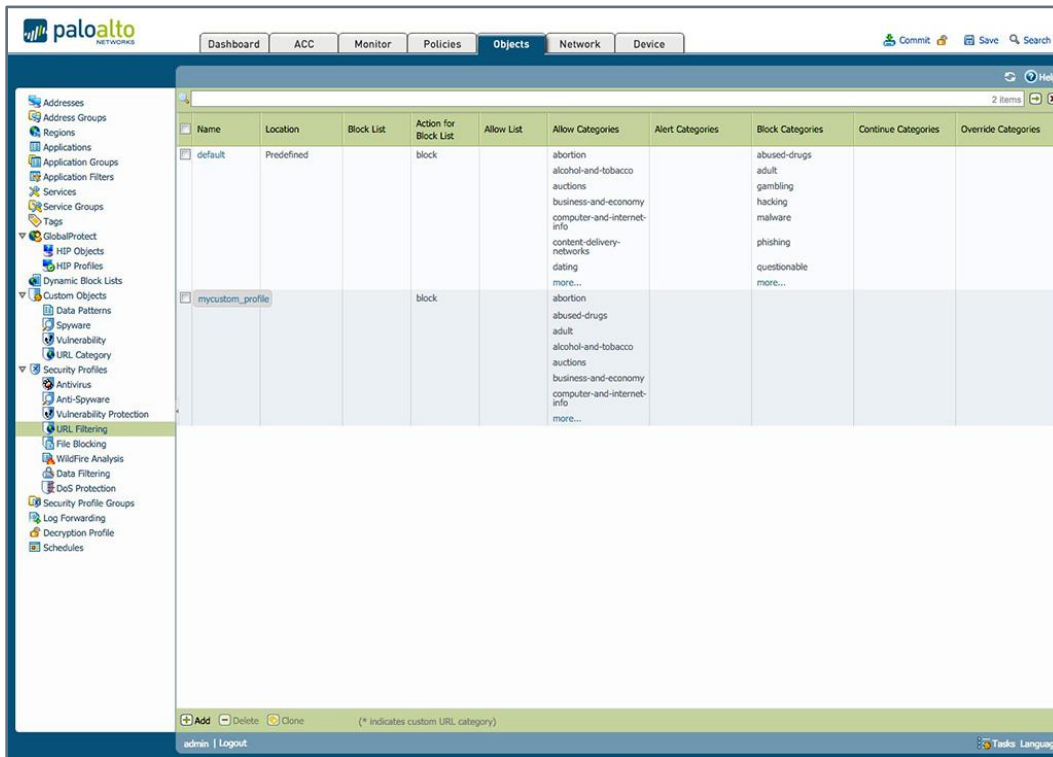 paloalto
NETWORKS
Dashboard ACC Monitor Policies Objects Network Device
Commit Save Search
Addresses
Address Groups
Regions
Applications
Application Groups
Application Filters
Services
Service Groups
Tags
GlobalProtect
HIP Objects
HIP Profiles
Dynamic Block Lists
Custom Objects
Data Patterns
Spyware
Vulnerability
URL Category
Security Profiles
Antivirus
Anti-Spyware
Vulnerability Protection
URL Filtering
File Blocking
WildFire Analysis
Data Filtering
DoS Protection
Security Profile Groups
Log Forwarding
Decryption Profile
Schedules
Hel
2 items
Name Location Block List Action for Block List Allow List Allow Categories Alert Categories Block Categories Continue Categories Override Categories
default Predefined block abortion abused-drugs
alcohol-and-tobacco adult
auctions gambling
business-and-economy hacking
computer-and-internet-info malware
content-delivery-networks phishing
dating questionable
more... more...
mycustom_profile block abortion
abused-drugs
adult
alcohol-and-tobacco
auctions
business-and-economy
computer-and-internet-info
more...
Add Delete Clone (* indicates custom URL category)
admin | Logout Tasks Languag